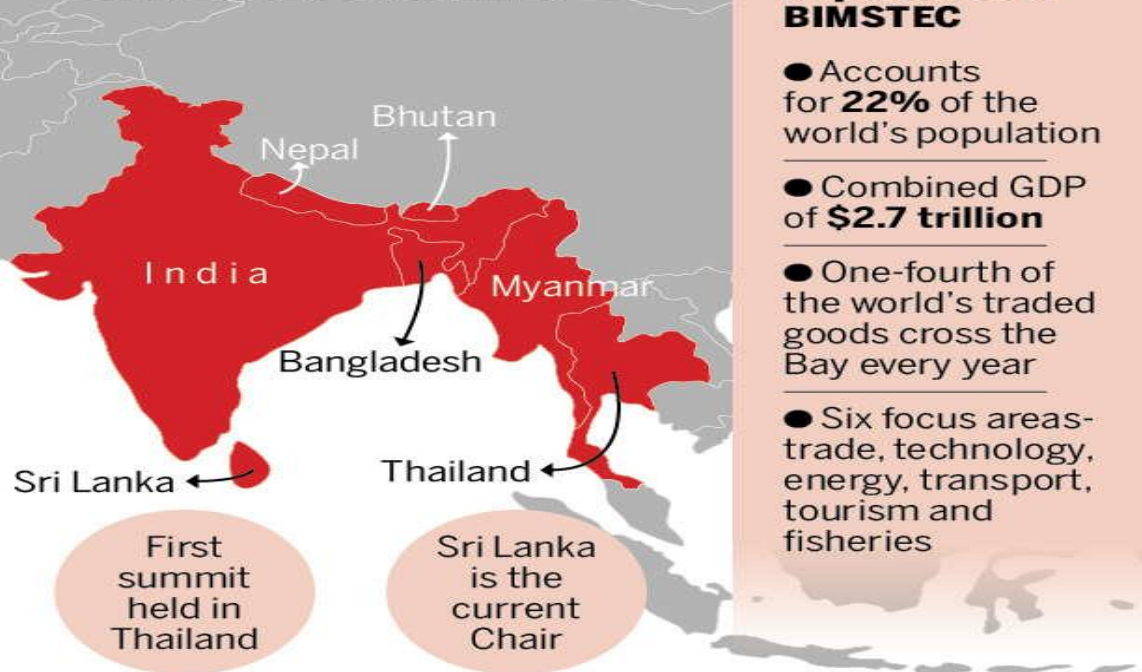 BIMSTEC
● Accounts
for 22% of the
world's population
● Combined GDP
of $2.7 trillion
● One-fourth of
the world's traded
goods cross the
Bay every year
● Six focus areas-
trade, technology,
energy, transport,
tourism and
fisheries
Bhutan
Nepal
India
Myanmar
Bangladesh
Sri Lanka
Thailand
First
summit
held in
Thailand
Sri Lanka
is the
current
Chair